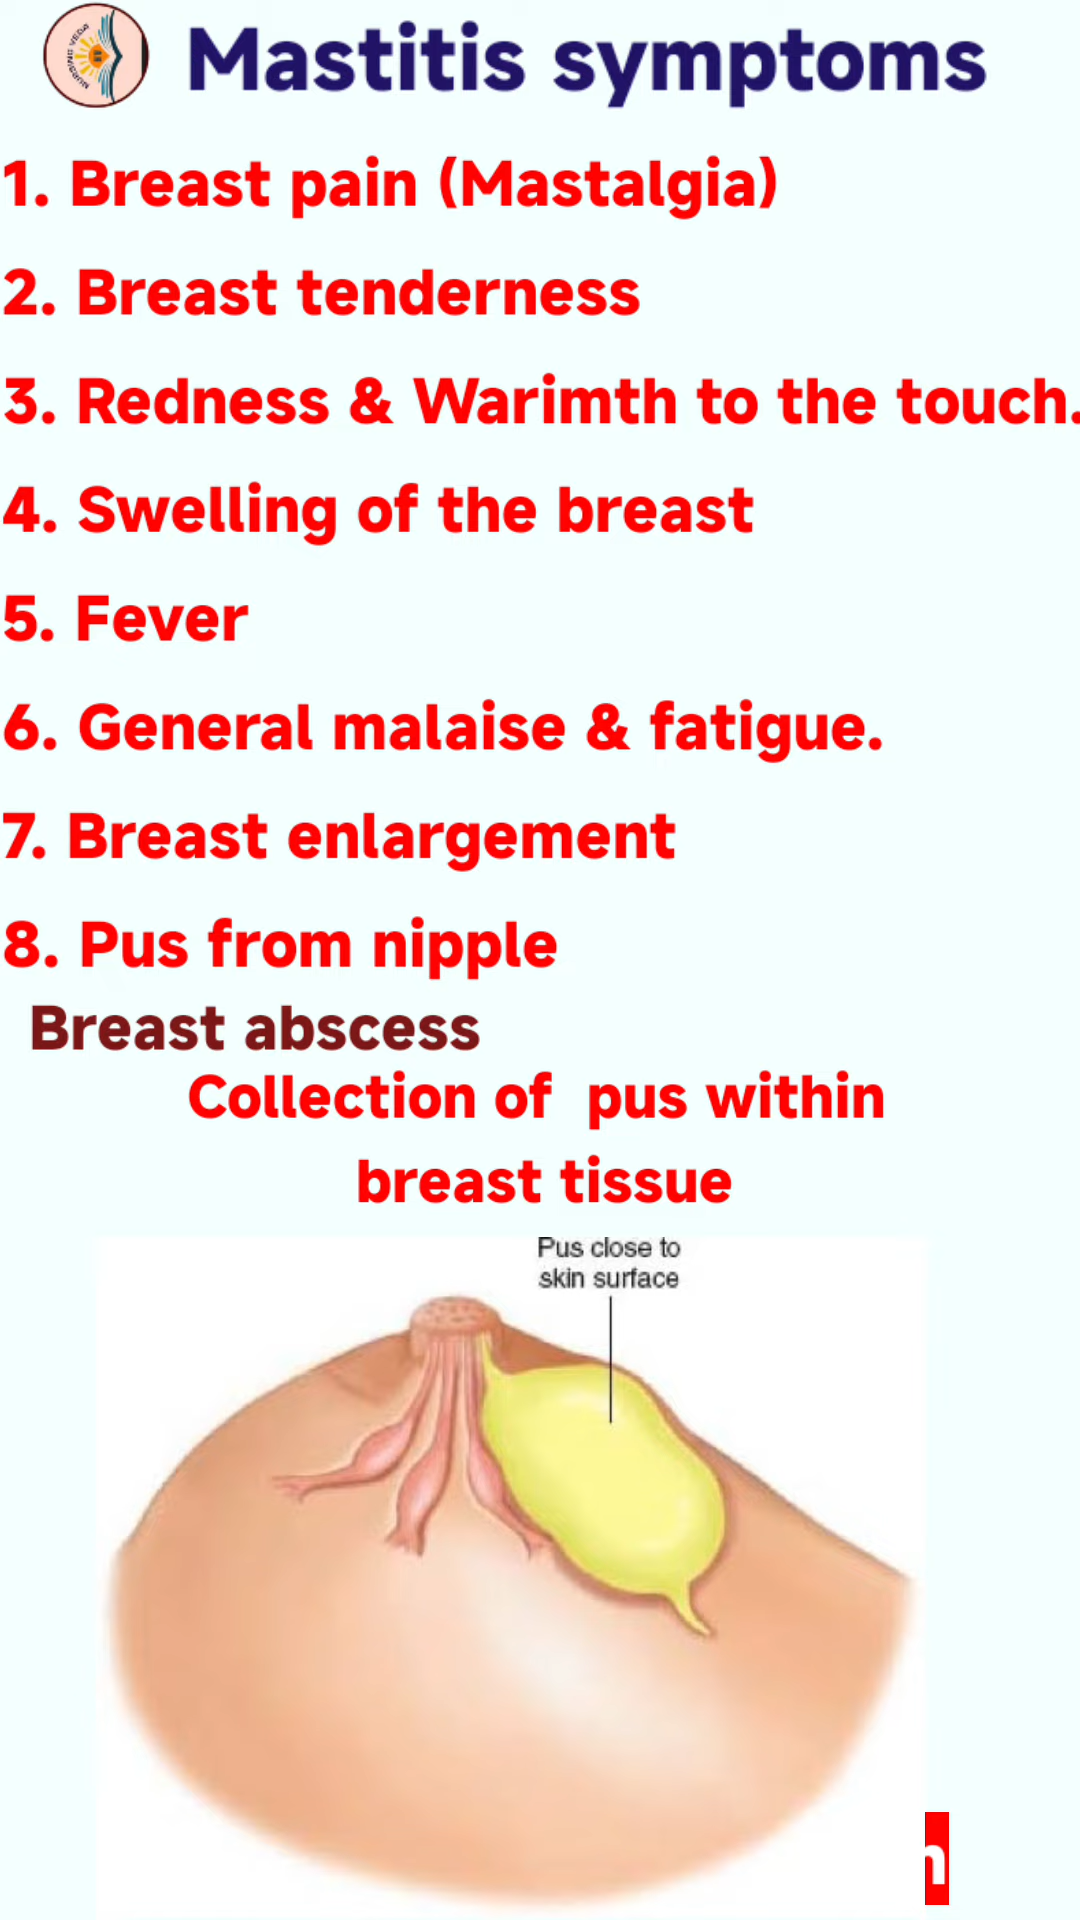 NURSING VEDA
Mastitis symptoms
1. Breast pain (Mastalgia)
2. Breast tenderness
3. Redness & Warimth to the touch.
4. Swelling of the breast
5. Fever
6. General malaise & fatigue.
7. Breast enlargement
8. Pus from nipple
Breast abscess
Collection of pus within
breast tissue
Pus close to
skin surface